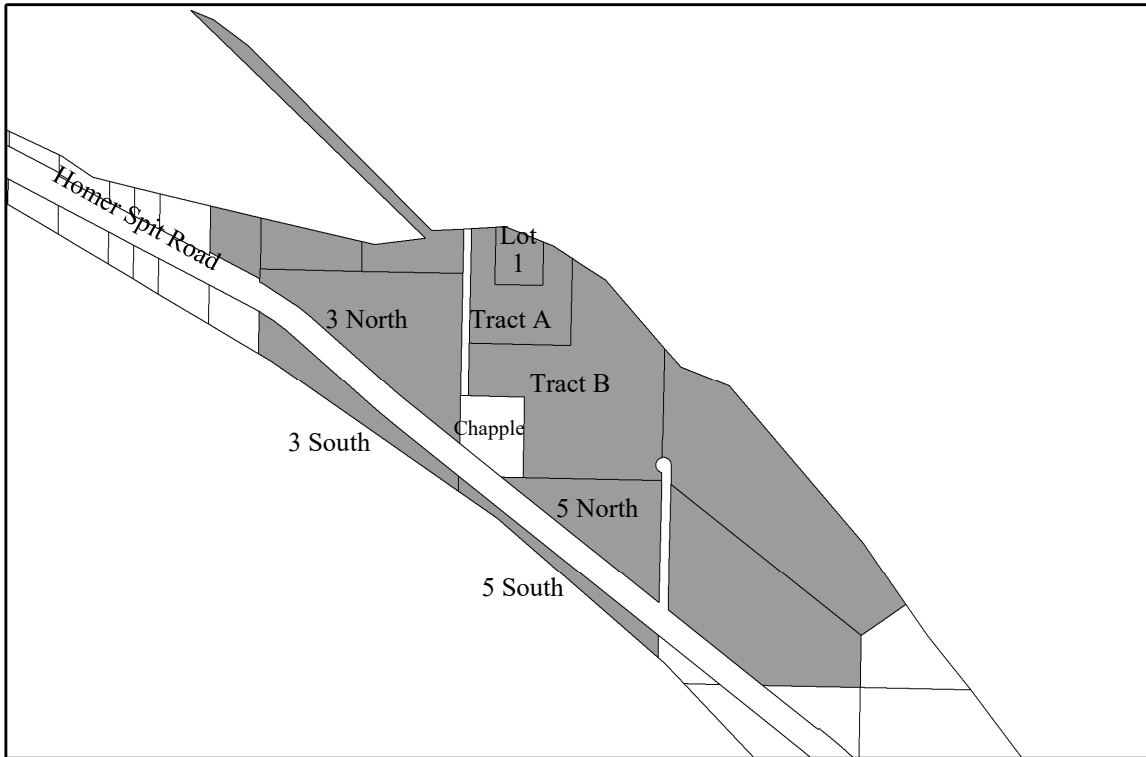 Homer Spit Road
Lot
1
3 North
Tract A
Tract B
Chapple
3 South
5 North
5 South